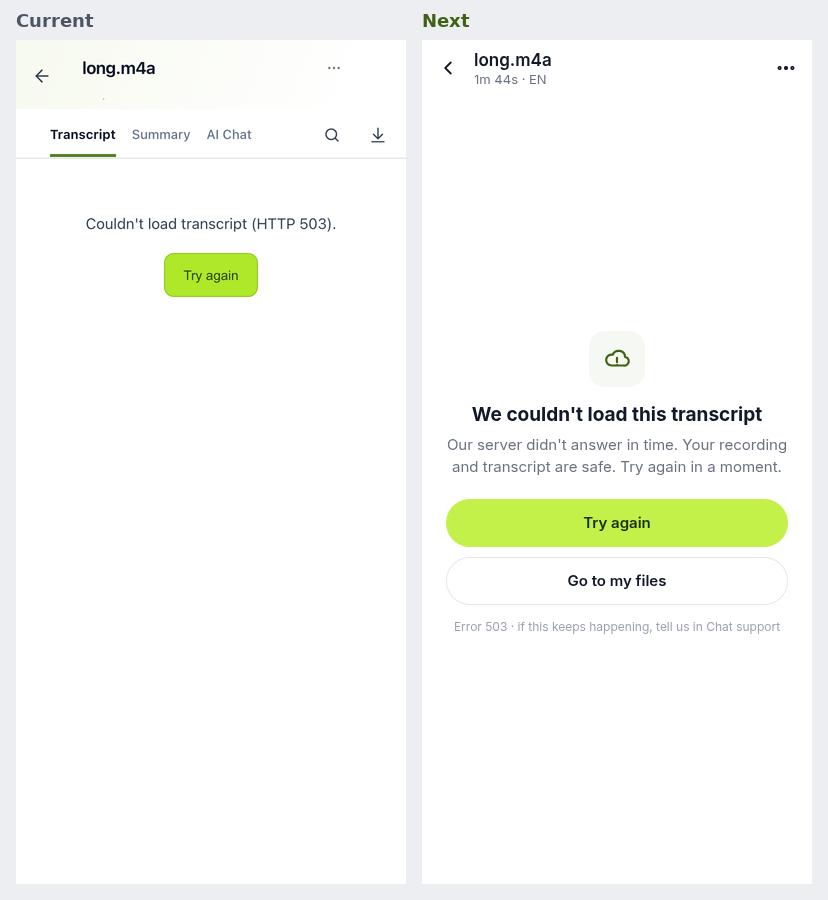 Current
long.m4a
Transcript Summary AI Chat
Couldn't load transcript (HTTP 503).
Try again
Next
long.m4a
1m 44s · EN
We couldn't load this transcript
Our server didn't answer in time. Your recording
and transcript are safe. Try again in a moment.
Try again
Go to my files
Error 503 · if this keeps happening, tell us in Chat support